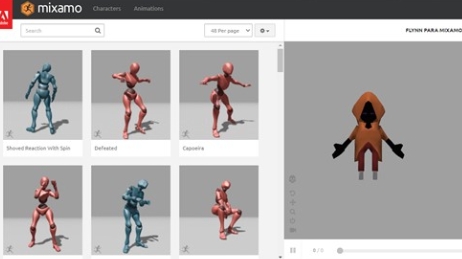 mixamo
Characters
Animations
Search
48 Per page
FLYNN PARA MIXAMO
Shoved Reaction With Spin
Defeated
Capoeira